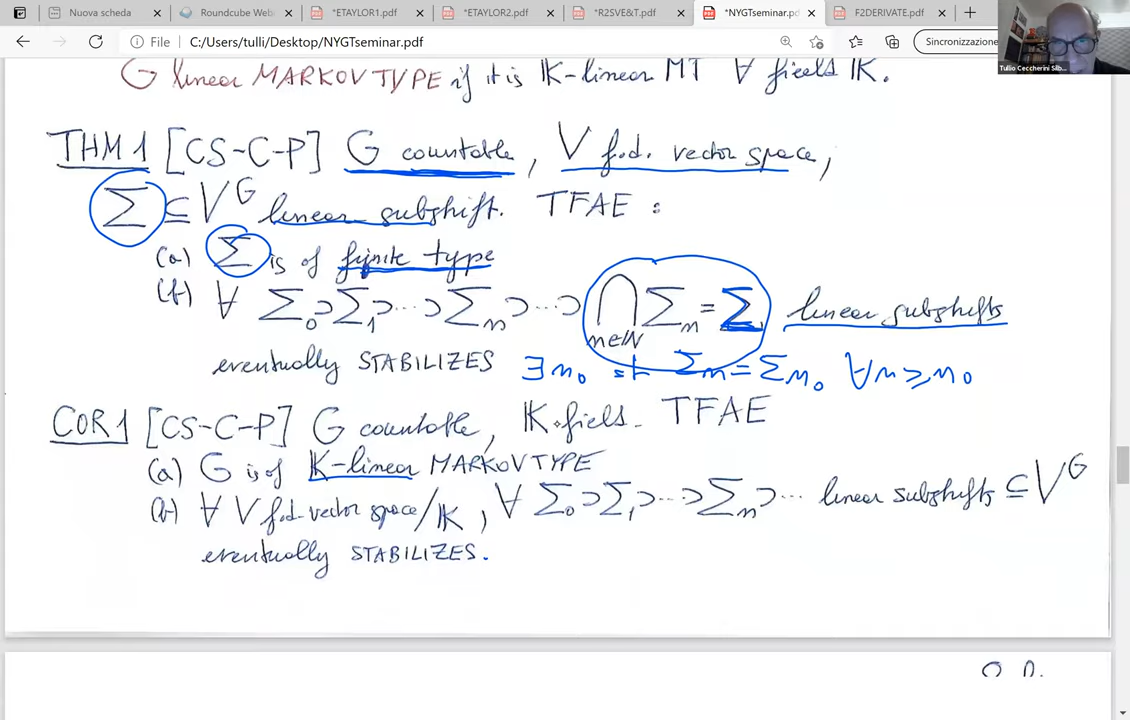 Nuova scheda
Roundcube Web
*ETAYLOR1.pdf
*ETAYLOR2.pdf
*R2SVE&T.pdf
*NYGTseminar.pd
F2DERIVATE.pdf
File C:/Users/tulli/Desktop/NYGTseminar.pdf
Sincronizzazione
Tullio Ceccherini Silb...
G linear MARKOV TYPE if it is K-linear MT ∀ fields K.
THM 1 [CS-C-P] G countable, V f.d. vector space,
Σ ⊆ V^G linear subshift. TFAE :
(a) Σ is of finite type
(b) ∀ Σ_0 ⊃ Σ_1 ⊃ ··· ⊃ Σ_n ⊃ ··· ⊃ ⋂_{n∈N} Σ_n = Σ linear subshifts
eventually STABILIZES ∃ n_0 st Σ_n = Σ_{n_0} ∀ n ≥ n_0
COR 1 [CS-C-P] G countable, K field. TFAE
(a) G is of K-linear MARKOV TYPE
(b) ∀ V f.d. vector space/K, ∀ Σ_0 ⊃ Σ_1 ⊃ ··· ⊃ Σ_n ⊃ ··· linear subshifts ⊆ V^G
eventually STABILIZES.